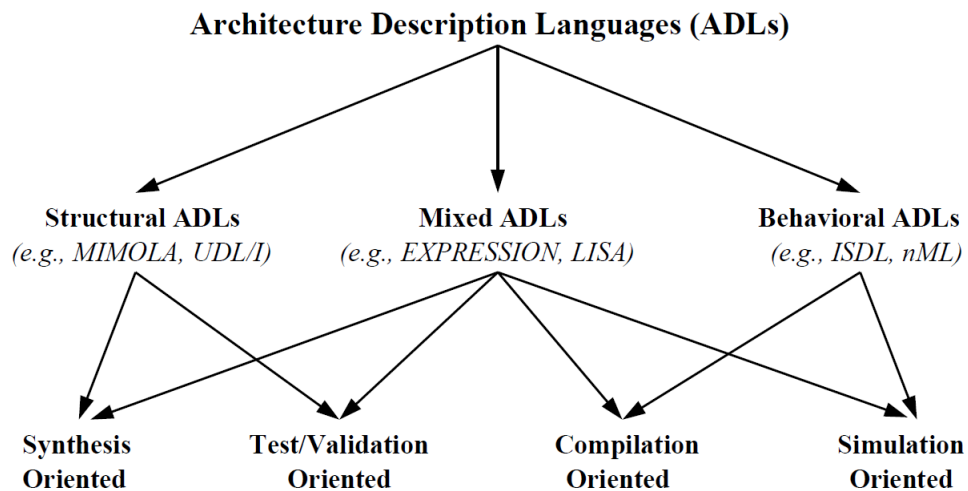 Architecture Description Languages (ADLs)
Structural ADLs
(e.g., MIMOLA, UDL/I)
Mixed ADLs
(e.g., EXPRESSION, LISA)
Behavioral ADLs
(e.g., ISDL, nML)
Synthesis
Oriented
Test/Validation
Oriented
Compilation
Oriented
Simulation
Oriented